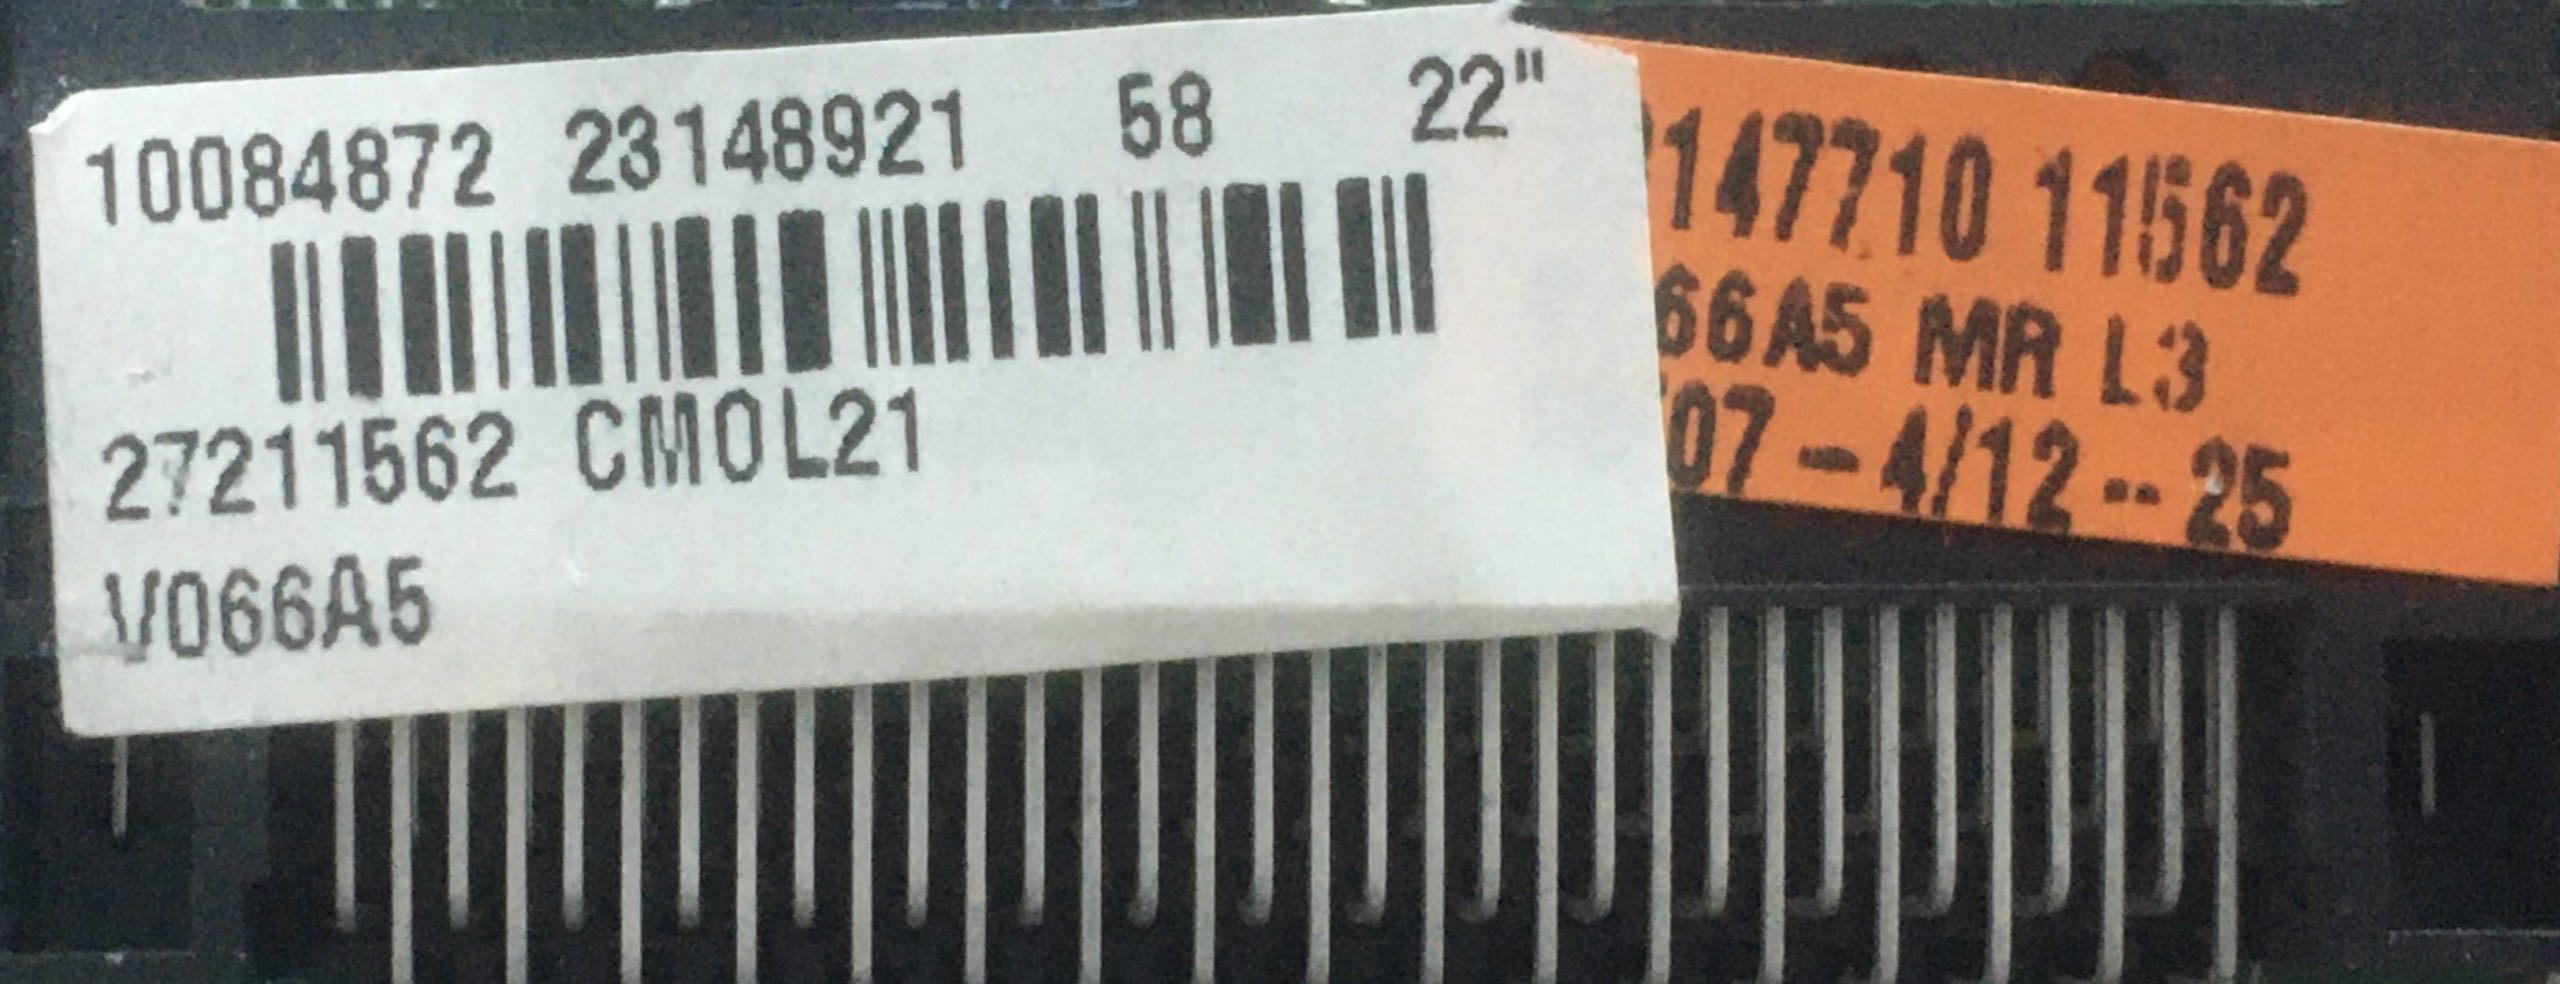 10084872 23148921 58 22"
27211562 CMOL21
V066A5
147710 11562
66A5 MR L3
07 - 4/12 -- 25